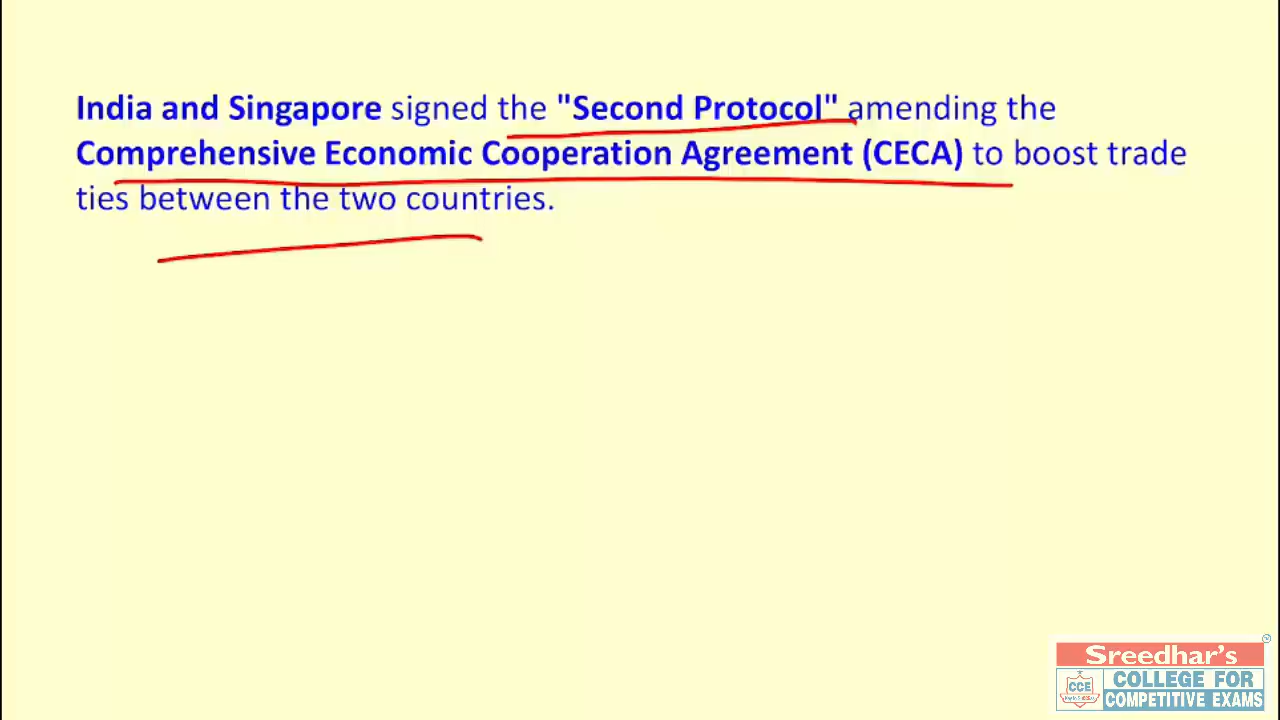 India and Singapore signed the "Second Protocol" amending the
Comprehensive Economic Cooperation Agreement (CECA) to boost trade
ties between the two countries.
Sreedhar's
CCE
COLLEGE FOR
COMPETITIVE EXAMS